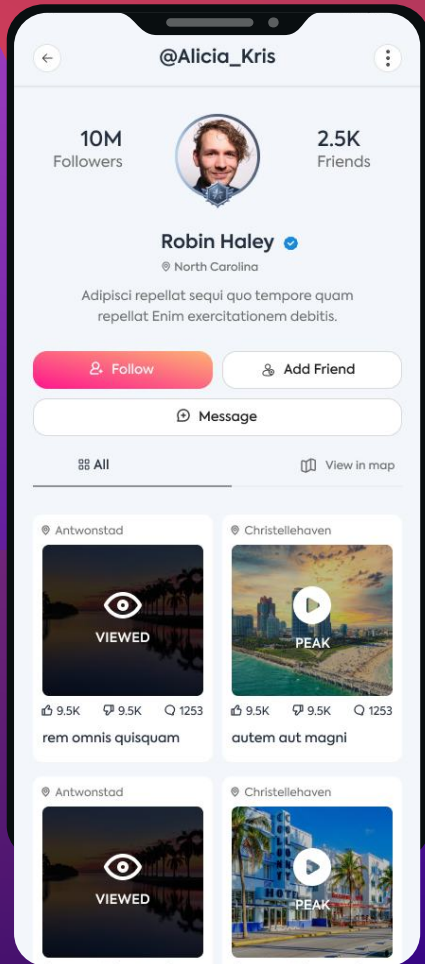 @Alicia_Kris
10M
Followers
2.5K
Friends
Robin Haley
North Carolina
Adipisci repellat sequi quo tempore quam
repellat Enim exercitationem debitis.
Follow
Add Friend
Message
All
View in map
Antwonstad
VIEWED
9.5K 9.5K 1253
rem omnis quisquam
Christellehaven
PEAK
9.5K 9.5K 1253
autem aut magni
Antwonstad
VIEWED
Christellehaven
COLONY
HOTEL
PEAK